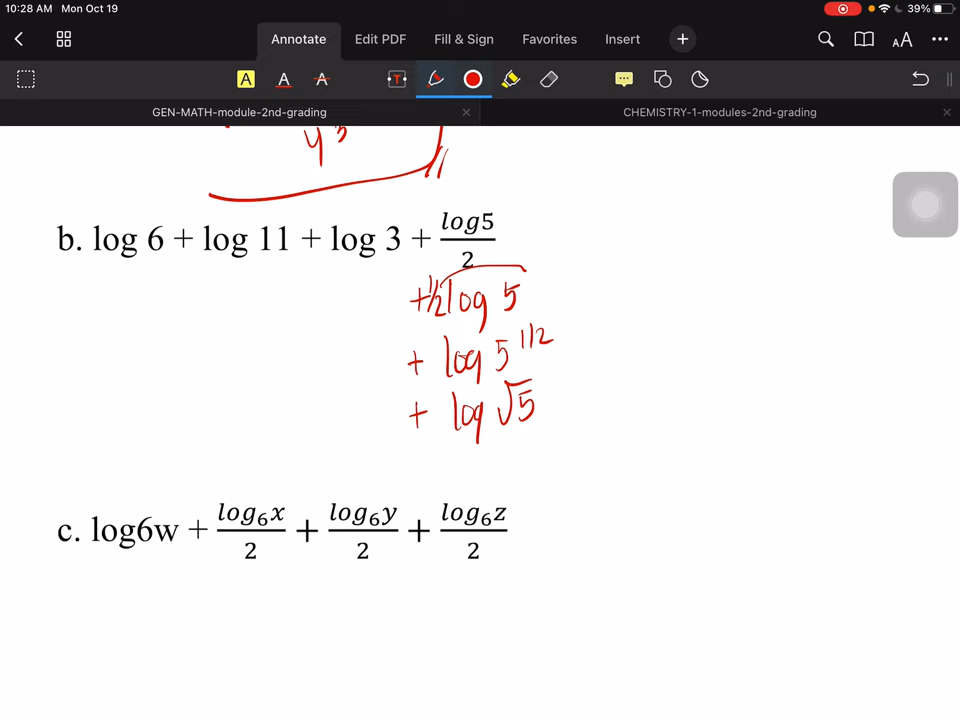 10:28 AM Mon Oct 19 39%
Annotate Edit PDF Fill & Sign Favorites Insert
A A A T AA
GEN-MATH-module-2nd-grading CHEMISTRY-1-modules-2nd-grading
y³
b. log 6 + log 11 + log 3 + log5/2
+ 1/2 log 5
+ log 5^1/2
+ log √5
c. log6w + log₆x/2 + log₆y/2 + log₆z/2